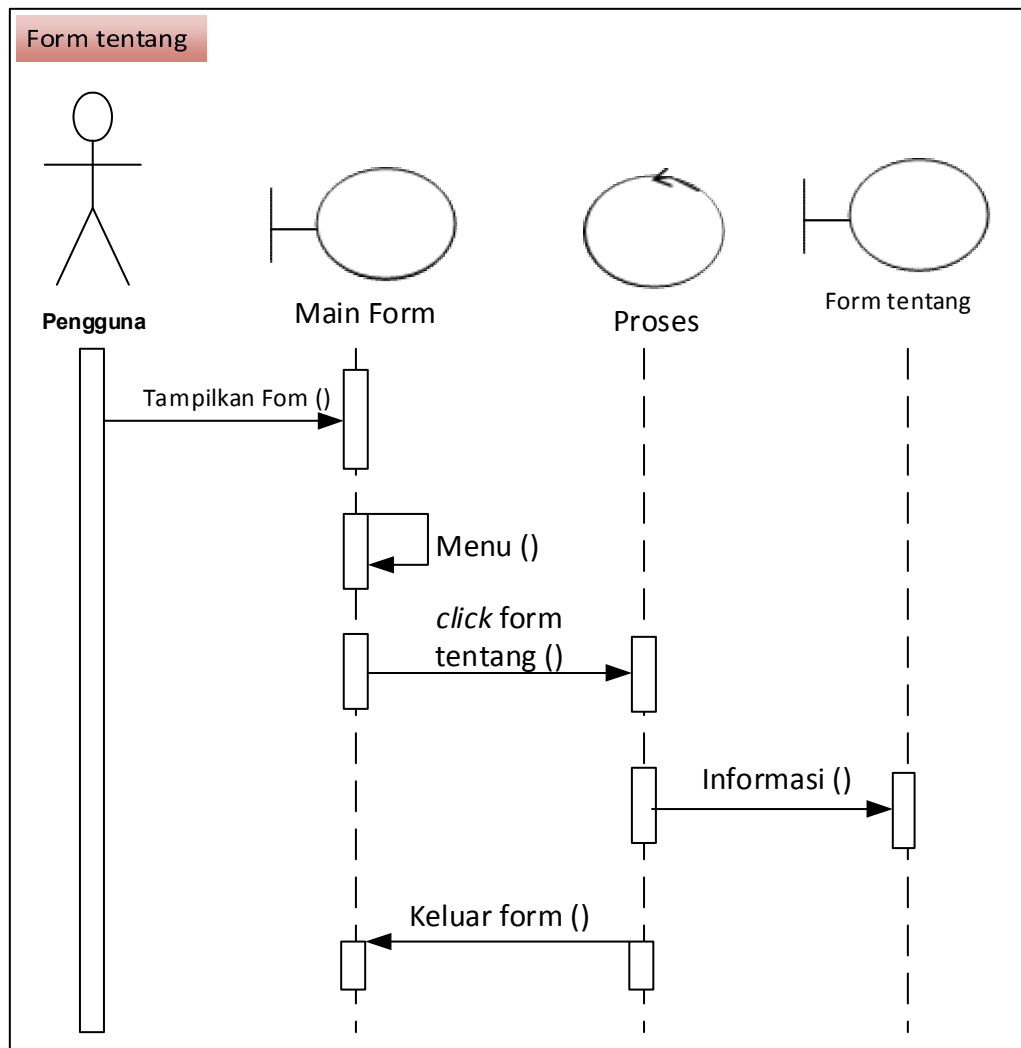 Form tentang
Pengguna
Main Form
Proses
Form tentang
Tampilkan Fom ()
Menu ()
click form
tentang ()
Informasi ()
Keluar form ()